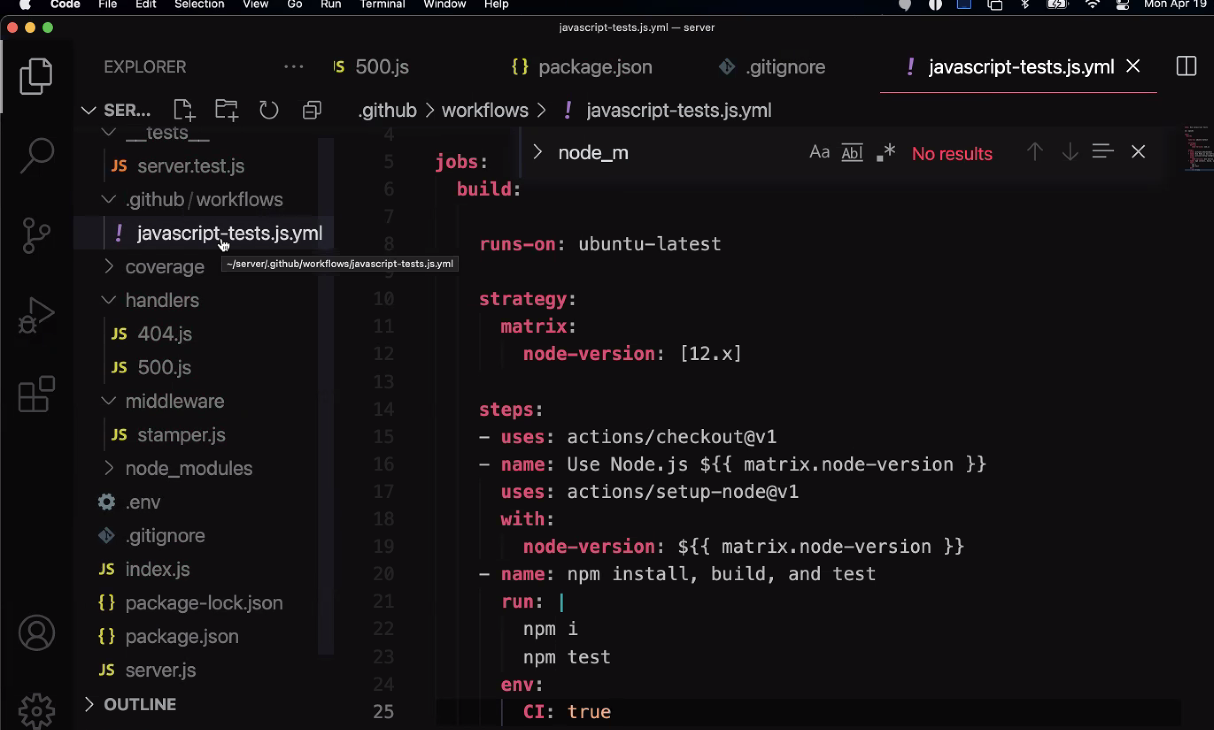 Code File Edit Selection View Go Run Terminal Window Help Mon Apr 19
javascript-tests.js.yml — server
EXPLORER
JS 500.js
{} package.json
.gitignore
! javascript-tests.js.yml
SER...
.github > workflows > ! javascript-tests.js.yml
node_m
Aa Abl .* No results
__tests__
JS server.test.js
.github / workflows
! javascript-tests.js.yml
~/server/.github/workflows/javascript-tests.js.yml
coverage
handlers
JS 404.js
JS 500.js
middleware
JS stamper.js
node_modules
.env
.gitignore
JS index.js
{} package-lock.json
{} package.json
JS server.js
OUTLINE
4
5 jobs:
6 build:
7
8 runs-on: ubuntu-latest
10 strategy:
11 matrix:
12 node-version: [12.x]
13
14 steps:
15 - uses: actions/checkout@v1
16 - name: Use Node.js ${{ matrix.node-version }}
17 uses: actions/setup-node@v1
18 with:
19 node-version: ${{ matrix.node-version }}
20 - name: npm install, build, and test
21 run: |
22 npm i
23 npm test
24 env:
25 CI: true